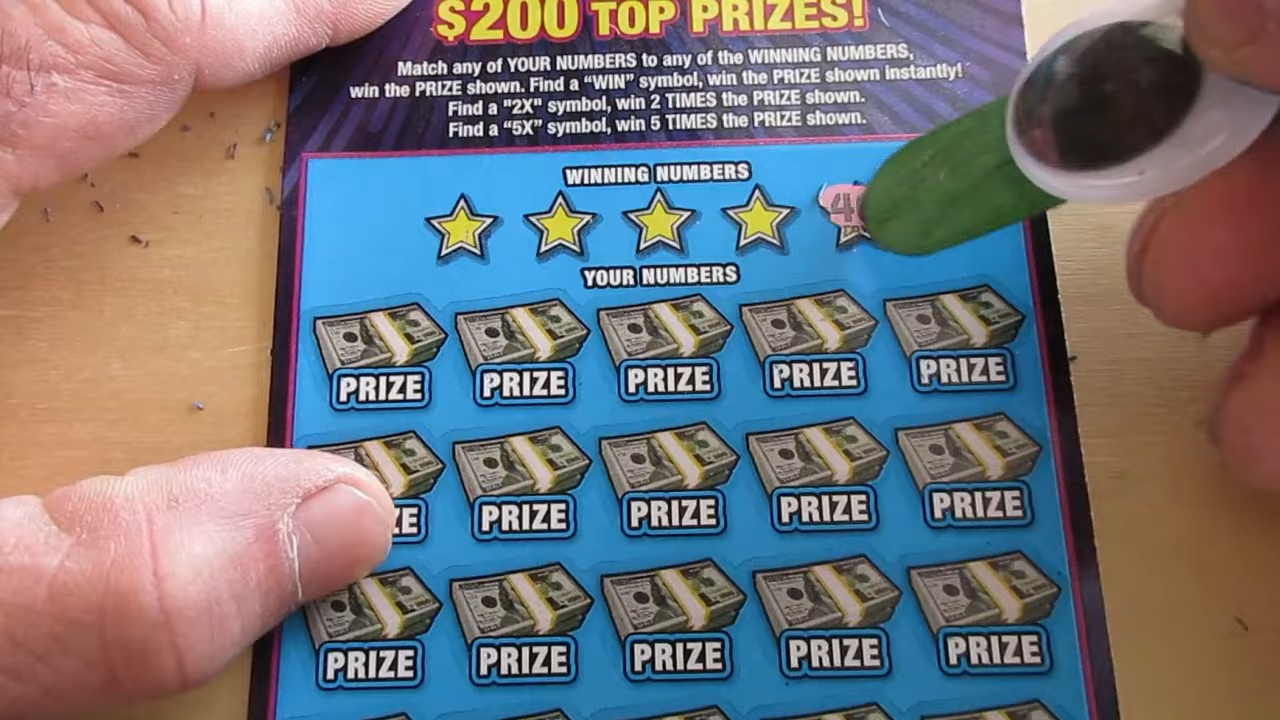 $200 TOP PRIZES!
Match any of YOUR NUMBERS to any of the WINNING NUMBERS,
win the PRIZE shown. Find a "WIN" symbol, win the PRIZE shown instantly!
Find a "2X" symbol, win 2 TIMES the PRIZE shown.
Find a "5X" symbol, win 5 TIMES the PRIZE shown.
WINNING NUMBERS
YOUR NUMBERS
PRIZE PRIZE PRIZE PRIZE PRIZE
PRIZE PRIZE PRIZE PRIZE
PRIZE PRIZE PRIZE PRIZE PRIZE